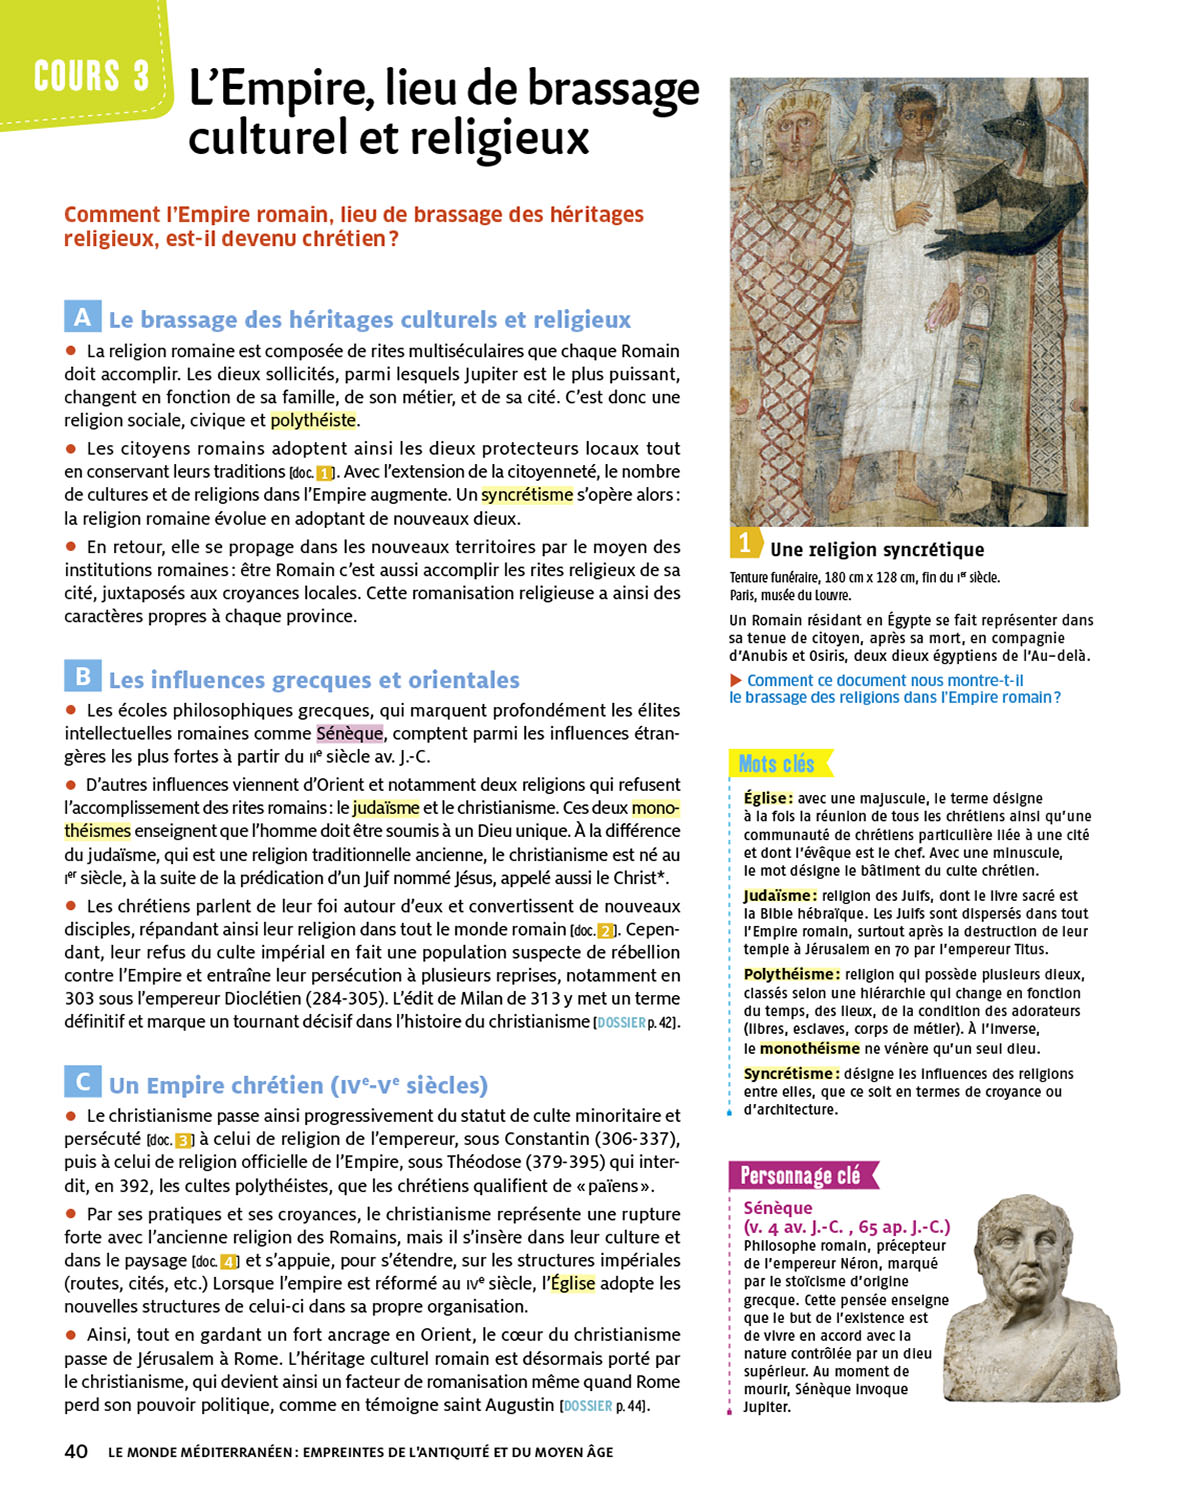 COURS 3
L'Empire, lieu de brassage
culturel et religieux
Comment l'Empire romain, lieu de brassage des héritages
religieux, est-il devenu chrétien ?
A Le brassage des héritages culturels et religieux
• La religion romaine est composée de rites multiséculaires que chaque Romain
doit accomplir. Les dieux sollicités, parmi lesquels Jupiter est le plus puissant,
changent en fonction de sa famille, de son métier, et de sa cité. C'est donc une
religion sociale, civique et polythéiste.
• Les citoyens romains adoptent ainsi les dieux protecteurs locaux tout
en conservant leurs traditions [doc. 1]. Avec l'extension de la citoyenneté, le nombre
de cultures et de religions dans l'Empire augmente. Un syncrétisme s'opère alors :
la religion romaine évolue en adoptant de nouveaux dieux.
• En retour, elle se propage dans les nouveaux territoires par le moyen des
institutions romaines : être Romain c'est aussi accomplir les rites religieux de sa
cité, juxtaposés aux croyances locales. Cette romanisation religieuse a ainsi des
caractères propres à chaque province.
B Les influences grecques et orientales
• Les écoles philosophiques grecques, qui marquent profondément les élites
intellectuelles romaines comme Sénèque, comptent parmi les influences étran-
gères les plus fortes à partir du IIe siècle av. J.-C.
• D'autres influences viennent d'Orient et notamment deux religions qui refusent
l'accomplissement des rites romains : le judaïsme et le christianisme. Ces deux mono-
théismes enseignent que l'homme doit être soumis à un Dieu unique. À la différence
du judaïsme, qui est une religion traditionnelle ancienne, le christianisme est né au
Ier siècle, à la suite de la prédication d'un Juif nommé Jésus, appelé aussi le Christ*.
• Les chrétiens parlent de leur foi autour d'eux et convertissent de nouveaux
disciples, répandant ainsi leur religion dans tout le monde romain [doc. 2]. Cepen-
dant, leur refus du culte impérial en fait une population suspecte de rébellion
contre l'Empire et entraîne leur persécution à plusieurs reprises, notamment en
303 sous l'empereur Dioclétien (284-305). L'édit de Milan de 313 y met un terme
définitif et marque un tournant décisif dans l'histoire du christianisme [DOSSIER p. 42].
C Un Empire chrétien (IVe-Ve siècles)
• Le christianisme passe ainsi progressivement du statut de culte minoritaire et
persécuté [doc. 3] à celui de religion de l'empereur, sous Constantin (306-337),
puis à celui de religion officielle de l'Empire, sous Théodose (379-395) qui inter-
dit, en 392, les cultes polythéistes, que les chrétiens qualifient de « païens ».
• Par ses pratiques et ses croyances, le christianisme représente une rupture
forte avec l'ancienne religion des Romains, mais il s'insère dans leur culture et
dans le paysage [doc. 4] et s'appuie, pour s'étendre, sur les structures impériales
(routes, cités, etc.) Lorsque l'empire est réformé au IVe siècle, l'Église adopte les
nouvelles structures de celui-ci dans sa propre organisation.
• Ainsi, tout en gardant un fort ancrage en Orient, le cœur du christianisme
passe de Jérusalem à Rome. L'héritage culturel romain est désormais porté par
le christianisme, qui devient ainsi un facteur de romanisation même quand Rome
perd son pouvoir politique, comme en témoigne saint Augustin [DOSSIER p. 44].
1 Une religion syncrétique
Tenture funéraire, 180 cm x 128 cm, fin du Ier siècle.
Paris, musée du Louvre.
Un Romain résidant en Égypte se fait représenter dans
sa tenue de citoyen, après sa mort, en compagnie
d'Anubis et Osiris, deux dieux égyptiens de l'Au-delà.
▶ Comment ce document nous montre-t-il
le brassage des religions dans l'Empire romain ?
Mots clés
Église : avec une majuscule, le terme désigne
à la fois la réunion de tous les chrétiens ainsi qu'une
communauté de chrétiens particulière liée à une cité
et dont l'évêque est le chef. Avec une minuscule,
le mot désigne le bâtiment du culte chrétien.
Judaïsme : religion des Juifs, dont le livre sacré est
la Bible hébraïque. Les Juifs sont dispersés dans tout
l'Empire romain, surtout après la destruction de leur
temple à Jérusalem en 70 par l'empereur Titus.
Polythéisme : religion qui possède plusieurs dieux,
classés selon une hiérarchie qui change en fonction
du temps, des lieux, de la condition des adorateurs
(libres, esclaves, corps de métier). À l'inverse,
le monothéisme ne vénère qu'un seul dieu.
Syncrétisme : désigne les influences des religions
entre elles, que ce soit en termes de croyance ou
d'architecture.
Personnage clé
Sénèque
(v. 4 av. J.-C. , 65 ap. J.-C.)
Philosophe romain, précepteur
de l'empereur Néron, marqué
par le stoïcisme d'origine
grecque. Cette pensée enseigne
que le but de l'existence est
de vivre en accord avec la
nature contrôlée par un dieu
supérieur. Au moment de
mourir, Sénèque invoque
Jupiter.
40 LE MONDE MÉDITERRANÉEN : EMPREINTES DE L'ANTIQUITÉ ET DU MOYEN ÂGE